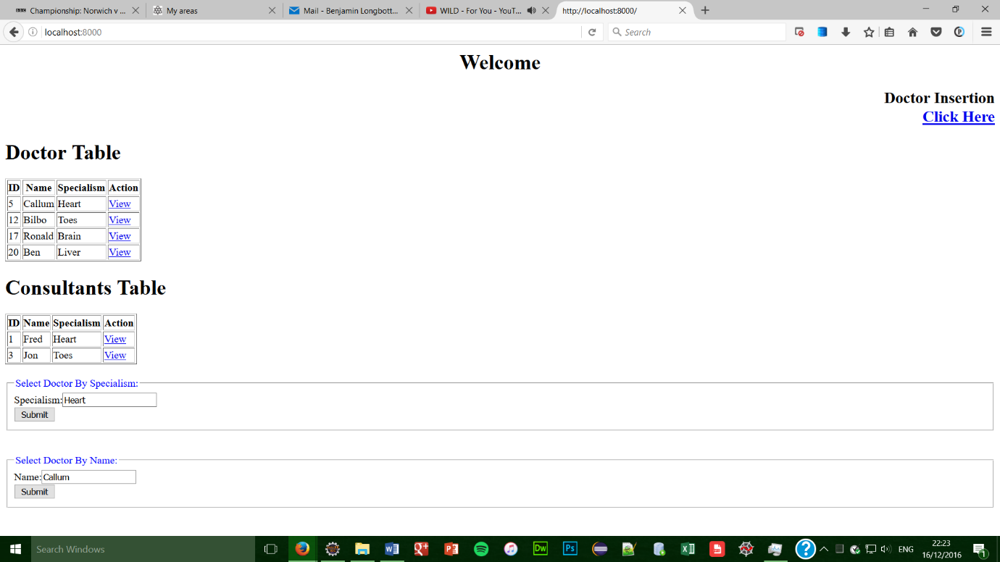 BBC Championship: Norwich v ... My areas Mail - Benjamin Longbott... WILD - For You - YouT... http://localhost:8000/
localhost:8000 Search
Welcome
Doctor Insertion
Click Here
Doctor Table
ID Name Specialism Action
5 Callum Heart View
12 Bilbo Toes View
17 Ronald Brain View
20 Ben Liver View
Consultants Table
ID Name Specialism Action
1 Fred Heart View
3 Jon Toes View
Select Doctor By Specialism:
Specialism: Heart
Submit
Select Doctor By Name:
Name: Callum
Submit
Search Windows ENG 22:23
16/12/2016